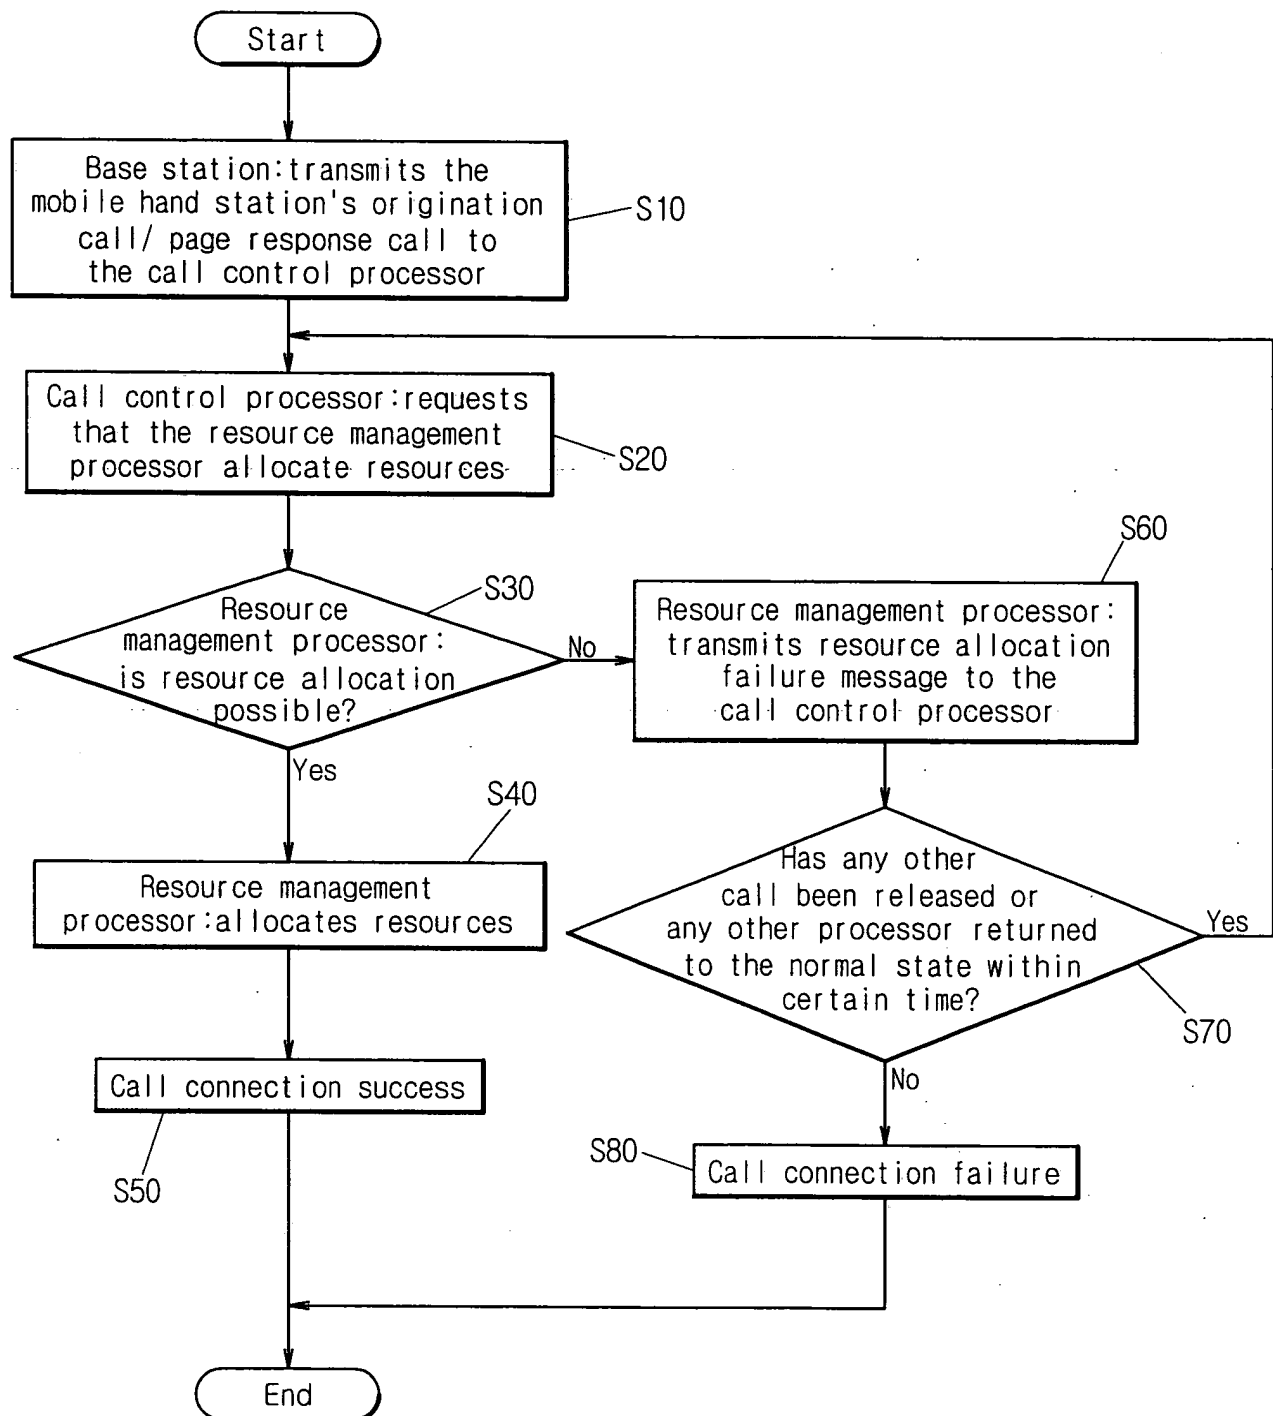 Start
Base station:transmits the
mobile hand station's origination
call/ page response call to
the call control processor
S10
Call control processor:requests
that the resource management
processor allocate resources
S20
S30
Resource
management processor:
is resource allocation
possible?
No
Yes
S60
Resource management processor:
transmits resource allocation
failure message to the
call control processor
S40
Resource management
processor:allocates resources
Has any other
call been released or
any other processor returned
to the normal state within
certain time?
Yes
S70
No
Call connection success
S50
S80
Call connection failure
End